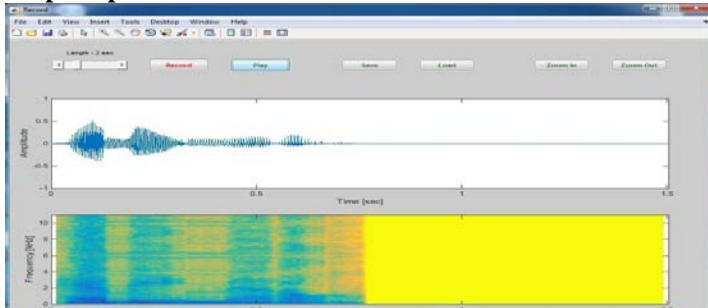 Record
File Edit View Insert Tools Desktop Window Help
Length - 2 sec
Record Play Save Load Zoom In Zoom Out
1
0.5
0
-0.5
-1
Amplitude
0 0.5 1 1.5
Time [sec]
10
8
6
4
2
0
Frequency [kHz]